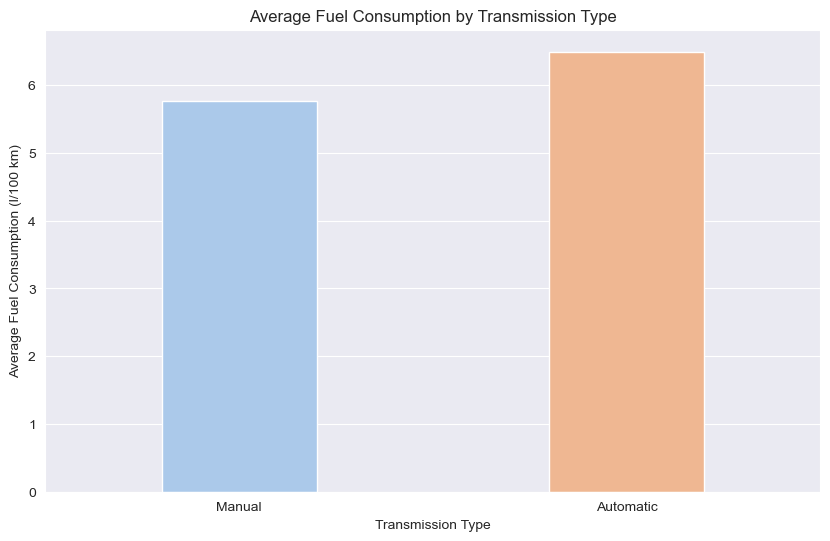 Average Fuel Consumption by Transmission Type
Average Fuel Consumption (l/100 km)
6
5
4
3
2
1
0
Manual
Automatic
Transmission Type